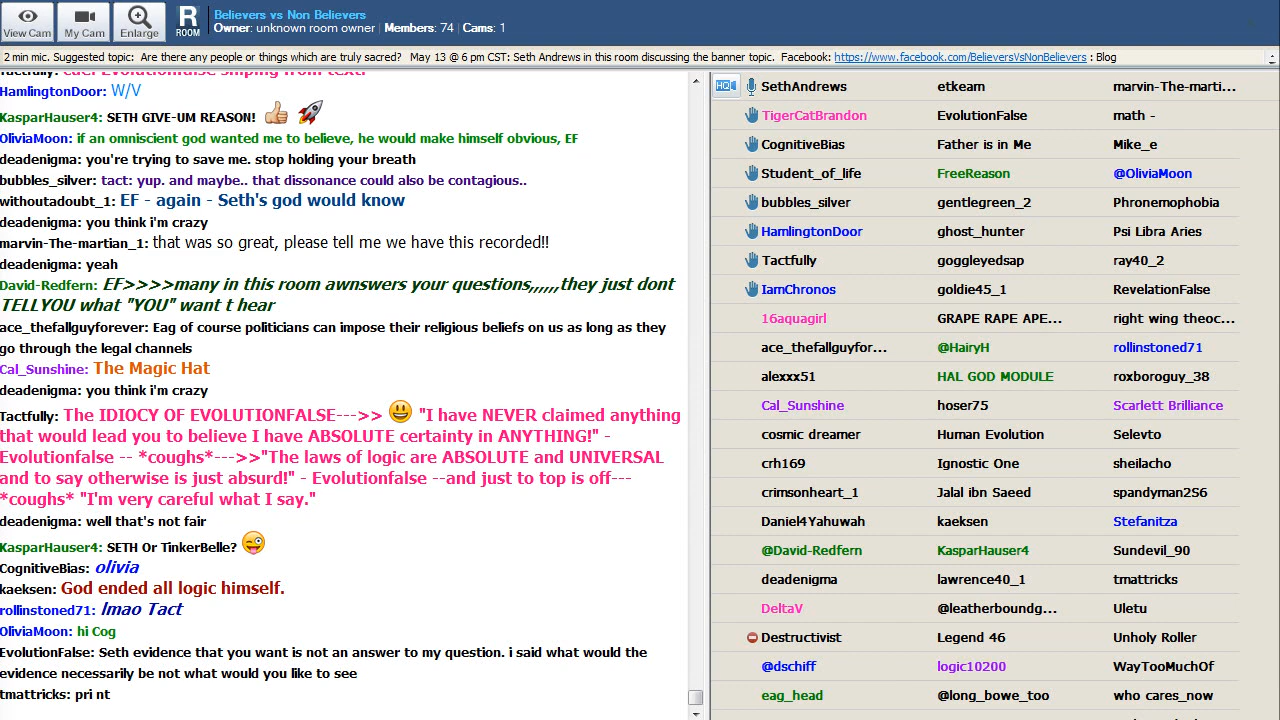 Believers vs Non Believers
Owner: unknown room owner | Members: 74 | Cams: 1
View Cam
My Cam
Enlarge
R
ROOM
2 min mic. Suggested topic: Are there any people or things which are truly sacred? May 13 @ 6 pm CST: Seth Andrews in this room discussing the banner topic. Facebook: https://www.facebook.com/BelieversVsNonBelievers : Blog
HamlingtonDoor: W/V
KasparHauser4: SETH GIVE-UM REASON!
OliviaMoon: if an omniscient god wanted me to believe, he would make himself obvious, EF
deadenigma: you're trying to save me. stop holding your breath
bubbles_silver: tact: yup. and maybe.. that dissonance could also be contagious..
withoutadoubt_1: EF - again - Seth's god would know
deadenigma: you think i'm crazy
marvin-The-martian_1: that was so great, please tell me we have this recorded!!
deadenigma: yeah
David-Redfern: EF>>>>many in this room awnswers your questions,,,,,,they just dont
TELLYOU what "YOU" want t hear
ace_thefallguyforever: Eag of course politicians can impose their religious beliefs on us as long as they
go through the legal channels
Cal_Sunshine: The Magic Hat
deadenigma: you think i'm crazy
Tactfully: The IDIOCY OF EVOLUTIONFALSE--->> "I have NEVER claimed anything
that would lead you to believe I have ABSOLUTE certainty in ANYTHING!" -
Evolutionfalse -- *coughs*--->>"The laws of logic are ABSOLUTE and UNIVERSAL
and to say otherwise is just absurd!" - Evolutionfalse --and just to top is off---
*coughs* "I'm very careful what I say."
deadenigma: well that's not fair
KasparHauser4: SETH Or TinkerBelle?
CognitiveBias: olivia
kaeksen: God ended all logic himself.
rollinstoned71: lmao Tact
OliviaMoon: hi Cog
EvolutionFalse: Seth evidence that you want is not an answer to my question. i said what would the
evidence necessarily be not what would you like to see
tmattricks: pri nt
HQ
SethAndrews etkeam marvin-The-marti...
TigerCatBrandon EvolutionFalse math -
CognitiveBias Father is in Me Mike_e
Student_of_life FreeReason @OliviaMoon
bubbles_silver gentlegreen_2 Phronemophobia
HamlingtonDoor ghost_hunter Psi Libra Aries
Tactfully goggleyedsap ray40_2
IamChronos goldie45_1 RevelationFalse
16aquagirl GRAPE RAPE APE... right wing theoc...
ace_thefallguyfor... @HairyH rollinstoned71
alexxx51 HAL GOD MODULE roxboroguy_38
Cal_Sunshine hoser75 Scarlett Brilliance
cosmic dreamer Human Evolution Selevto
crh169 Ignostic One sheilacho
crimsonheart_1 Jalal ibn Saeed spandyman2S6
Daniel4Yahuwah kaeksen Stefanitza
@David-Redfern KasparHauser4 Sundevil_90
deadenigma lawrence40_1 tmattricks
DeltaV @leatherboundg... Uletu
Destructivist Legend 46 Unholy Roller
@dschiff logic10200 WayTooMuchOf
eag_head @long_bowe_too who cares_now